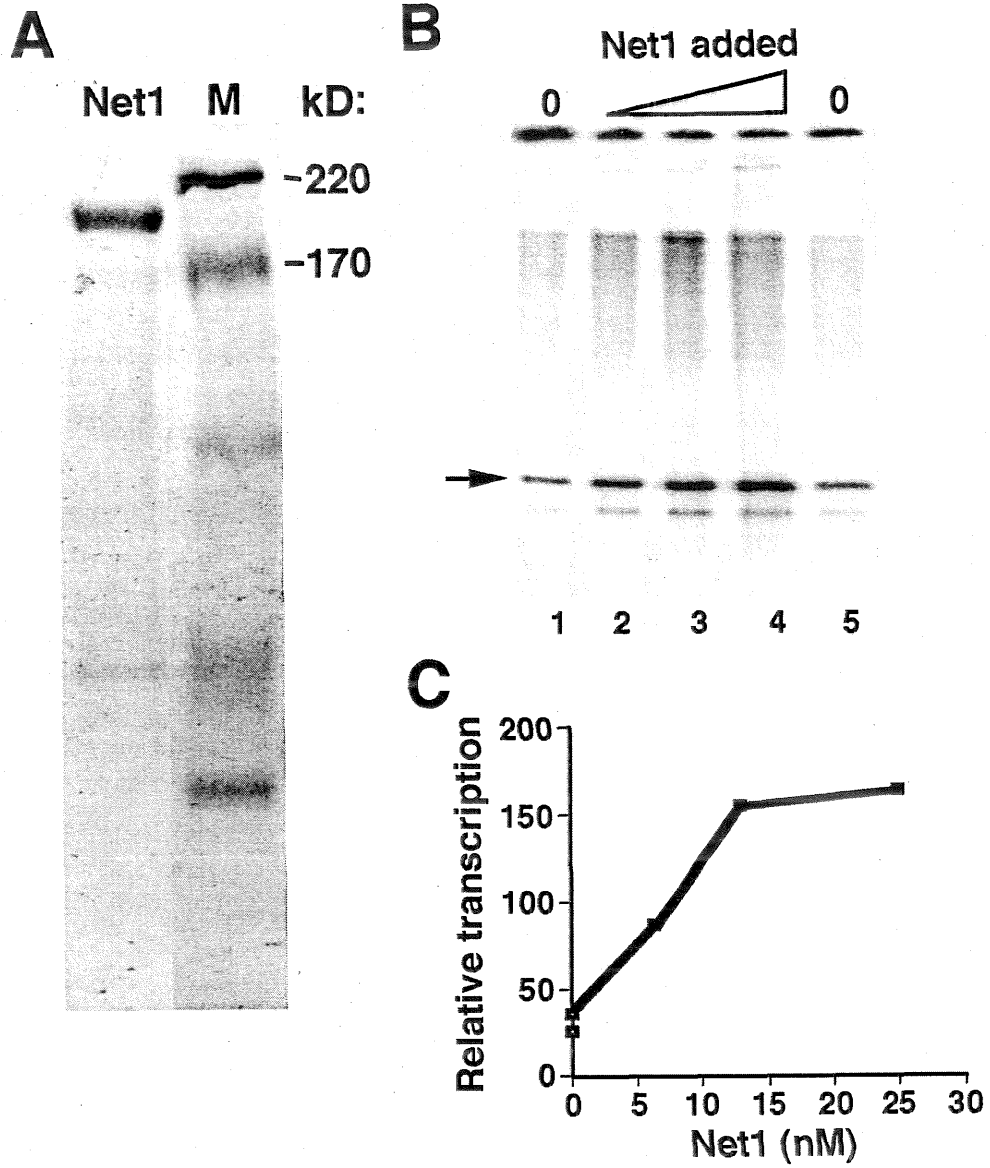 A
Net1 M kD:
-220
-170
B
Net1 added
0 0
1 2 3 4 5
C
Relative transcription
200
150
100
50
0
0 5 10 15 20 25 30
Net1 (nM)